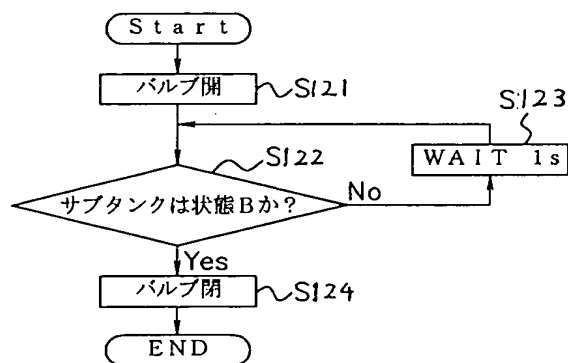 Start
バルブ開
S121
S123
WAIT 1s
S122
サブタンクは状態Bか?
No
Yes
バルブ閉
S124
END